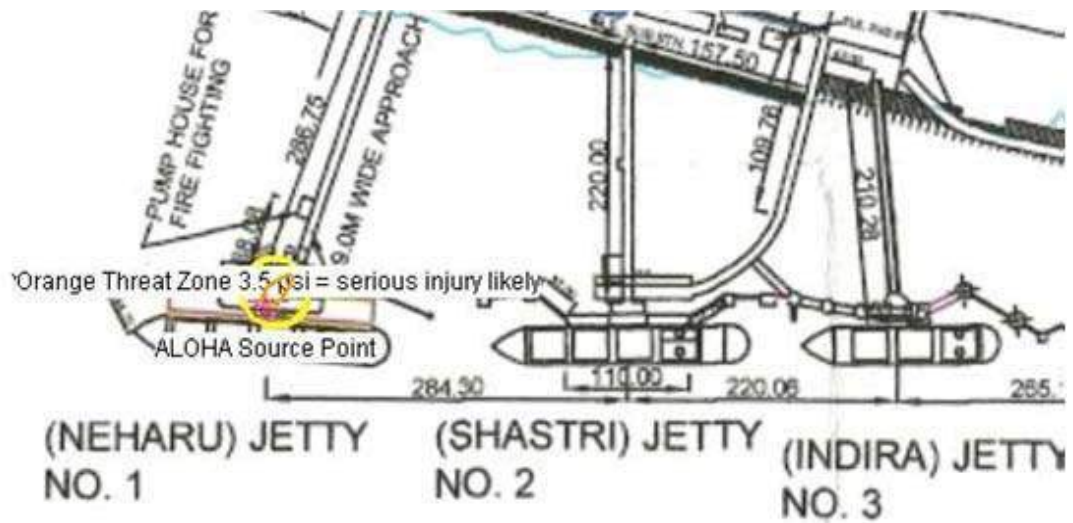 PUMP HOUSE FOR
FIRE FIGHTING
286.75
9.0M WIDE APPROACH
220.00
157.50
109.76
210.28
'Orange Threat Zone 3.5 psi = serious injury likely
ALOHA Source Point
284.30
110.00
220.06
265.
(NEHARU) JETTY
NO. 1
(SHASTRI) JETTY
NO. 2
(INDIRA) JETTY
NO. 3